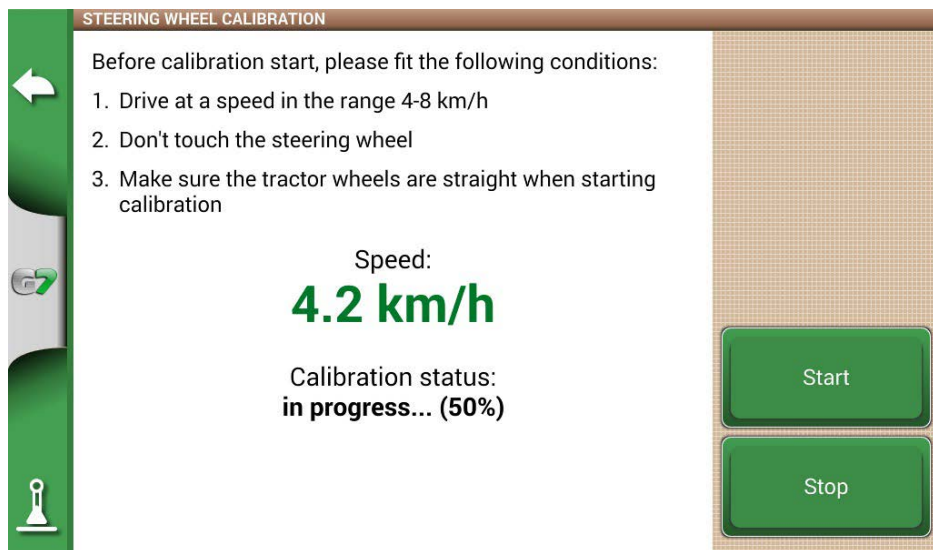 STEERING WHEEL CALIBRATION
Before calibration start, please fit the following conditions:
1. Drive at a speed in the range 4-8 km/h
2. Don't touch the steering wheel
3. Make sure the tractor wheels are straight when starting
calibration
G7
Speed:
4.2 km/h
Calibration status:
in progress... (50%)
Start
Stop